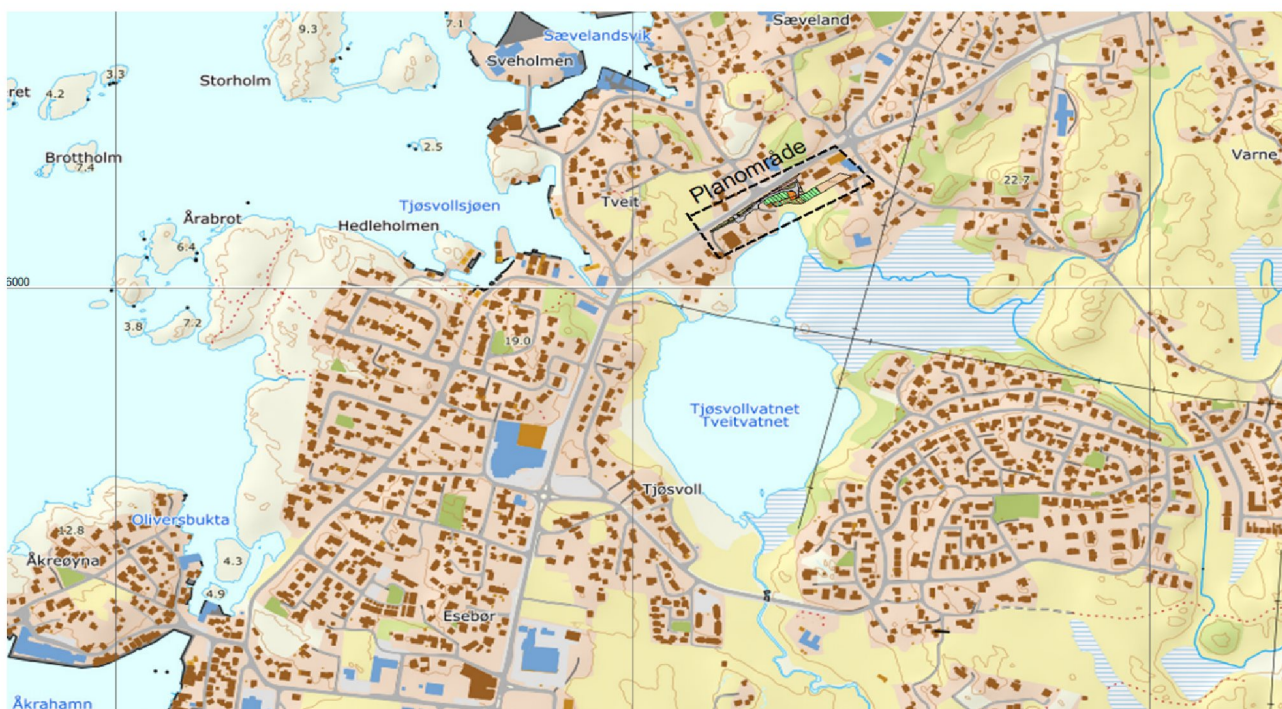 7.1
Sæveland
9.3
Sævelandsvik
Sveholmen
3.3
Storholm
ret
4.2
2.5
Brottholm
7.4
Varne
Planområde
22.7
Tveit
Tjøsvollsjøen
Årabrot
Hedleholmen
6.4
6000
3.8
7.2
19.0
Tjøsvollvatnet
Tveitvatnet
Tjøsvoll
Oliversbukta
12.8
Åkreøyna
4.3
4.9
Esebør
Åkrahamn